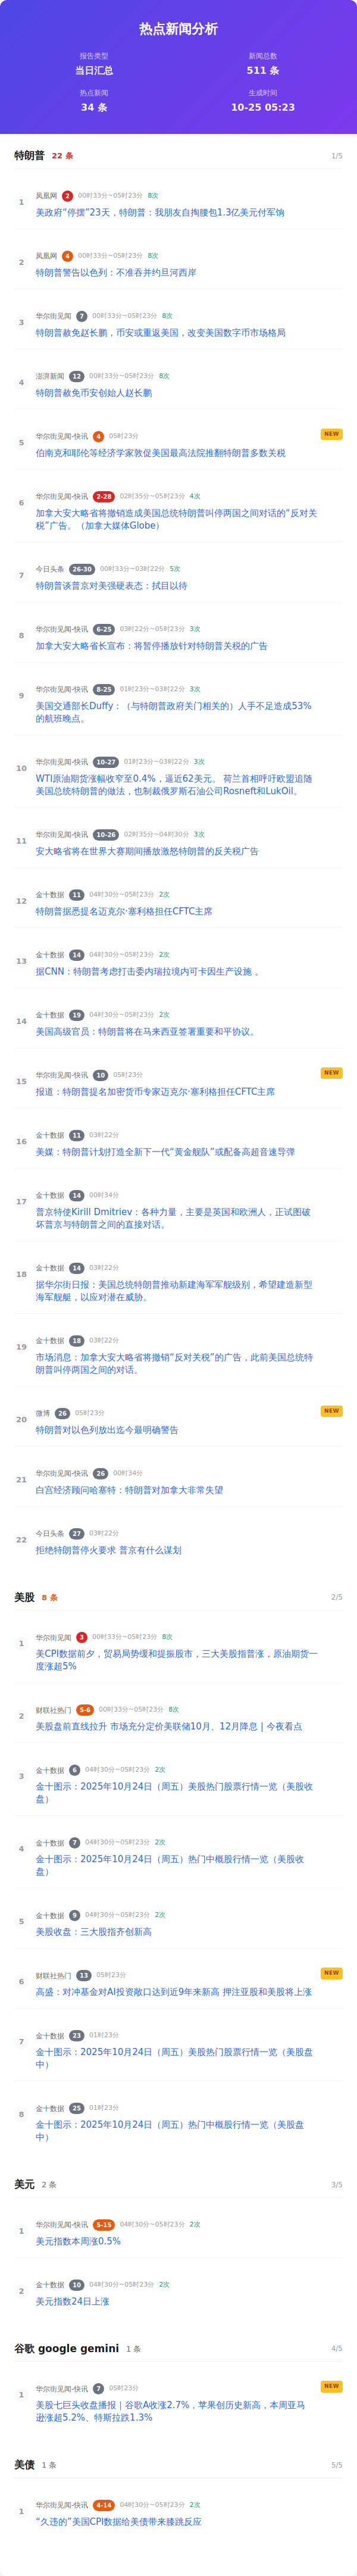 热点新闻分析
报告类型
当日汇总
新闻总数
511 条
热点新闻
34 条
生成时间
10-25 05:23
特朗普 22 条 1/5
1
凤凰网 2 00时33分~05时23分 8次
美政府“停摆”23天，特朗普：我朋友自掏腰包1.3亿美元付军饷
2
凤凰网 4 00时33分~05时23分 8次
特朗普警告以色列：不准吞并约旦河西岸
3
华尔街见闻 7 00时33分~05时23分 8次
特朗普赦免赵长鹏，币安或重返美国，改变美国数字币市场格局
4
澎湃新闻 12 00时33分~05时23分 8次
特朗普赦免币安创始人赵长鹏
5
华尔街见闻-快讯 4 05时23分 NEW
伯南克和耶伦等经济学家敦促美国最高法院推翻特朗普多数关税
6
华尔街见闻-快讯 2-28 02时35分~05时23分 4次
加拿大安大略省将撤销造成美国总统特朗普叫停两国之间对话的“反对关
税”广告。（加拿大媒体Globe）
7
今日头条 26-30 00时33分~03时22分 5次
特朗普谈普京对美强硬表态：拭目以待
8
华尔街见闻-快讯 6-25 03时22分~05时23分 3次
加拿大安大略省长宣布：将暂停播放针对特朗普关税的广告
9
华尔街见闻-快讯 8-25 01时23分~03时22分 3次
美国交通部长Duffy：（与特朗普政府关门相关的）人手不足造成53%
的航班晚点。
10
华尔街见闻-快讯 10-27 01时23分~03时22分 3次
WTI原油期货涨幅收窄至0.4%，逼近62美元。 荷兰首相呼吁欧盟追随
美国总统特朗普的做法，也制裁俄罗斯石油公司Rosneft和LukOil。
11
华尔街见闻-快讯 10-26 02时35分~04时30分 3次
安大略省将在世界大赛期间播放激怒特朗普的反关税广告
12
金十数据 11 04时30分~05时23分 2次
特朗普据悉提名迈克尔·塞利格担任CFTC主席
13
金十数据 14 04时30分~05时23分 2次
据CNN：特朗普考虑打击委内瑞拉境内可卡因生产设施 。
14
金十数据 19 04时30分~05时23分 2次
美国高级官员：特朗普将在马来西亚签署重要和平协议。
15
华尔街见闻-快讯 10 05时23分 NEW
报道：特朗普提名加密货币专家迈克尔·塞利格担任CFTC主席
16
金十数据 11 03时22分
美媒：特朗普计划打造全新下一代“黄金舰队”或配备高超音速导弹
17
金十数据 14 00时34分
普京特使Kirill Dmitriev：各种力量，主要是英国和欧洲人，正试图破
坏普京与特朗普之间的直接对话。
18
金十数据 14 03时22分
据华尔街日报：美国总统特朗普推动新建海军军舰级别，希望建造新型
海军舰艇，以应对潜在威胁。
19
金十数据 18 03时22分
市场消息：加拿大安大略省将撤销“反对关税”的广告，此前美国总统特
朗普叫停两国之间的对话。
20
微博 26 05时23分 NEW
特朗普对以色列放出迄今最明确警告
21
华尔街见闻-快讯 26 00时34分
白宫经济顾问哈塞特：特朗普对加拿大非常失望
22
今日头条 27 03时22分
拒绝特朗普停火要求 普京有什么谋划
美股 8 条 2/5
1
华尔街见闻 3 00时33分~05时23分 8次
美CPI数据前夕，贸易局势缓和提振股市，三大美股指普涨，原油期货一
度涨超5%
2
财联社热门 5-6 00时33分~05时23分 8次
美股盘前直线拉升 市场充分定价美联储10月、12月降息 | 今夜看点
3
金十数据 6 04时30分~05时23分 2次
金十图示：2025年10月24日（周五）美股热门股票行情一览（美股收
盘）
4
金十数据 7 04时30分~05时23分 2次
金十图示：2025年10月24日（周五）热门中概股行情一览（美股收
盘）
5
金十数据 9 04时30分~05时23分 2次
美股收盘：三大股指齐创新高
6
财联社热门 13 05时23分 NEW
高盛：对冲基金对AI投资敞口达到近9年来新高 押注亚股和美股将上涨
7
金十数据 23 01时23分
金十图示：2025年10月24日（周五）美股热门股票行情一览（美股盘
中）
8
金十数据 25 01时23分
金十图示：2025年10月24日（周五）热门中概股行情一览（美股盘
中）
美元 2 条 3/5
1
华尔街见闻-快讯 5-15 04时30分~05时23分 2次
美元指数本周涨0.5%
2
金十数据 10 04时30分~05时23分 2次
美元指数24日上涨
谷歌 google gemini 1 条 4/5
1
华尔街见闻-快讯 7 05时23分 NEW
美股七巨头收盘播报｜谷歌A收涨2.7%，苹果创历史新高，本周亚马
逊涨超5.2%、特斯拉跌1.3%
美债 1 条 5/5
1
华尔街见闻-快讯 4-14 04时30分~05时23分 2次
“久违的”美国CPI数据给美债带来膝跳反应